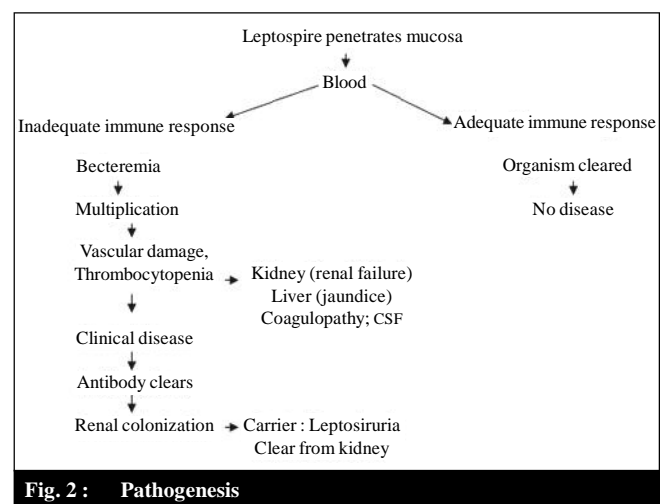 Leptospire penetrates mucosa
Blood
Inadequate immune response
Adequate immune response
Becteremia
Organism cleared
Multiplication
No disease
Vascular damage,
Thrombocytopenia
Kidney (renal failure)
Liver (jaundice)
Coagulopathy; CSF
Clinical disease
Antibody clears
Renal colonization
Carrier : Leptosiruria
Clear from kidney
Fig. 2 : Pathogenesis